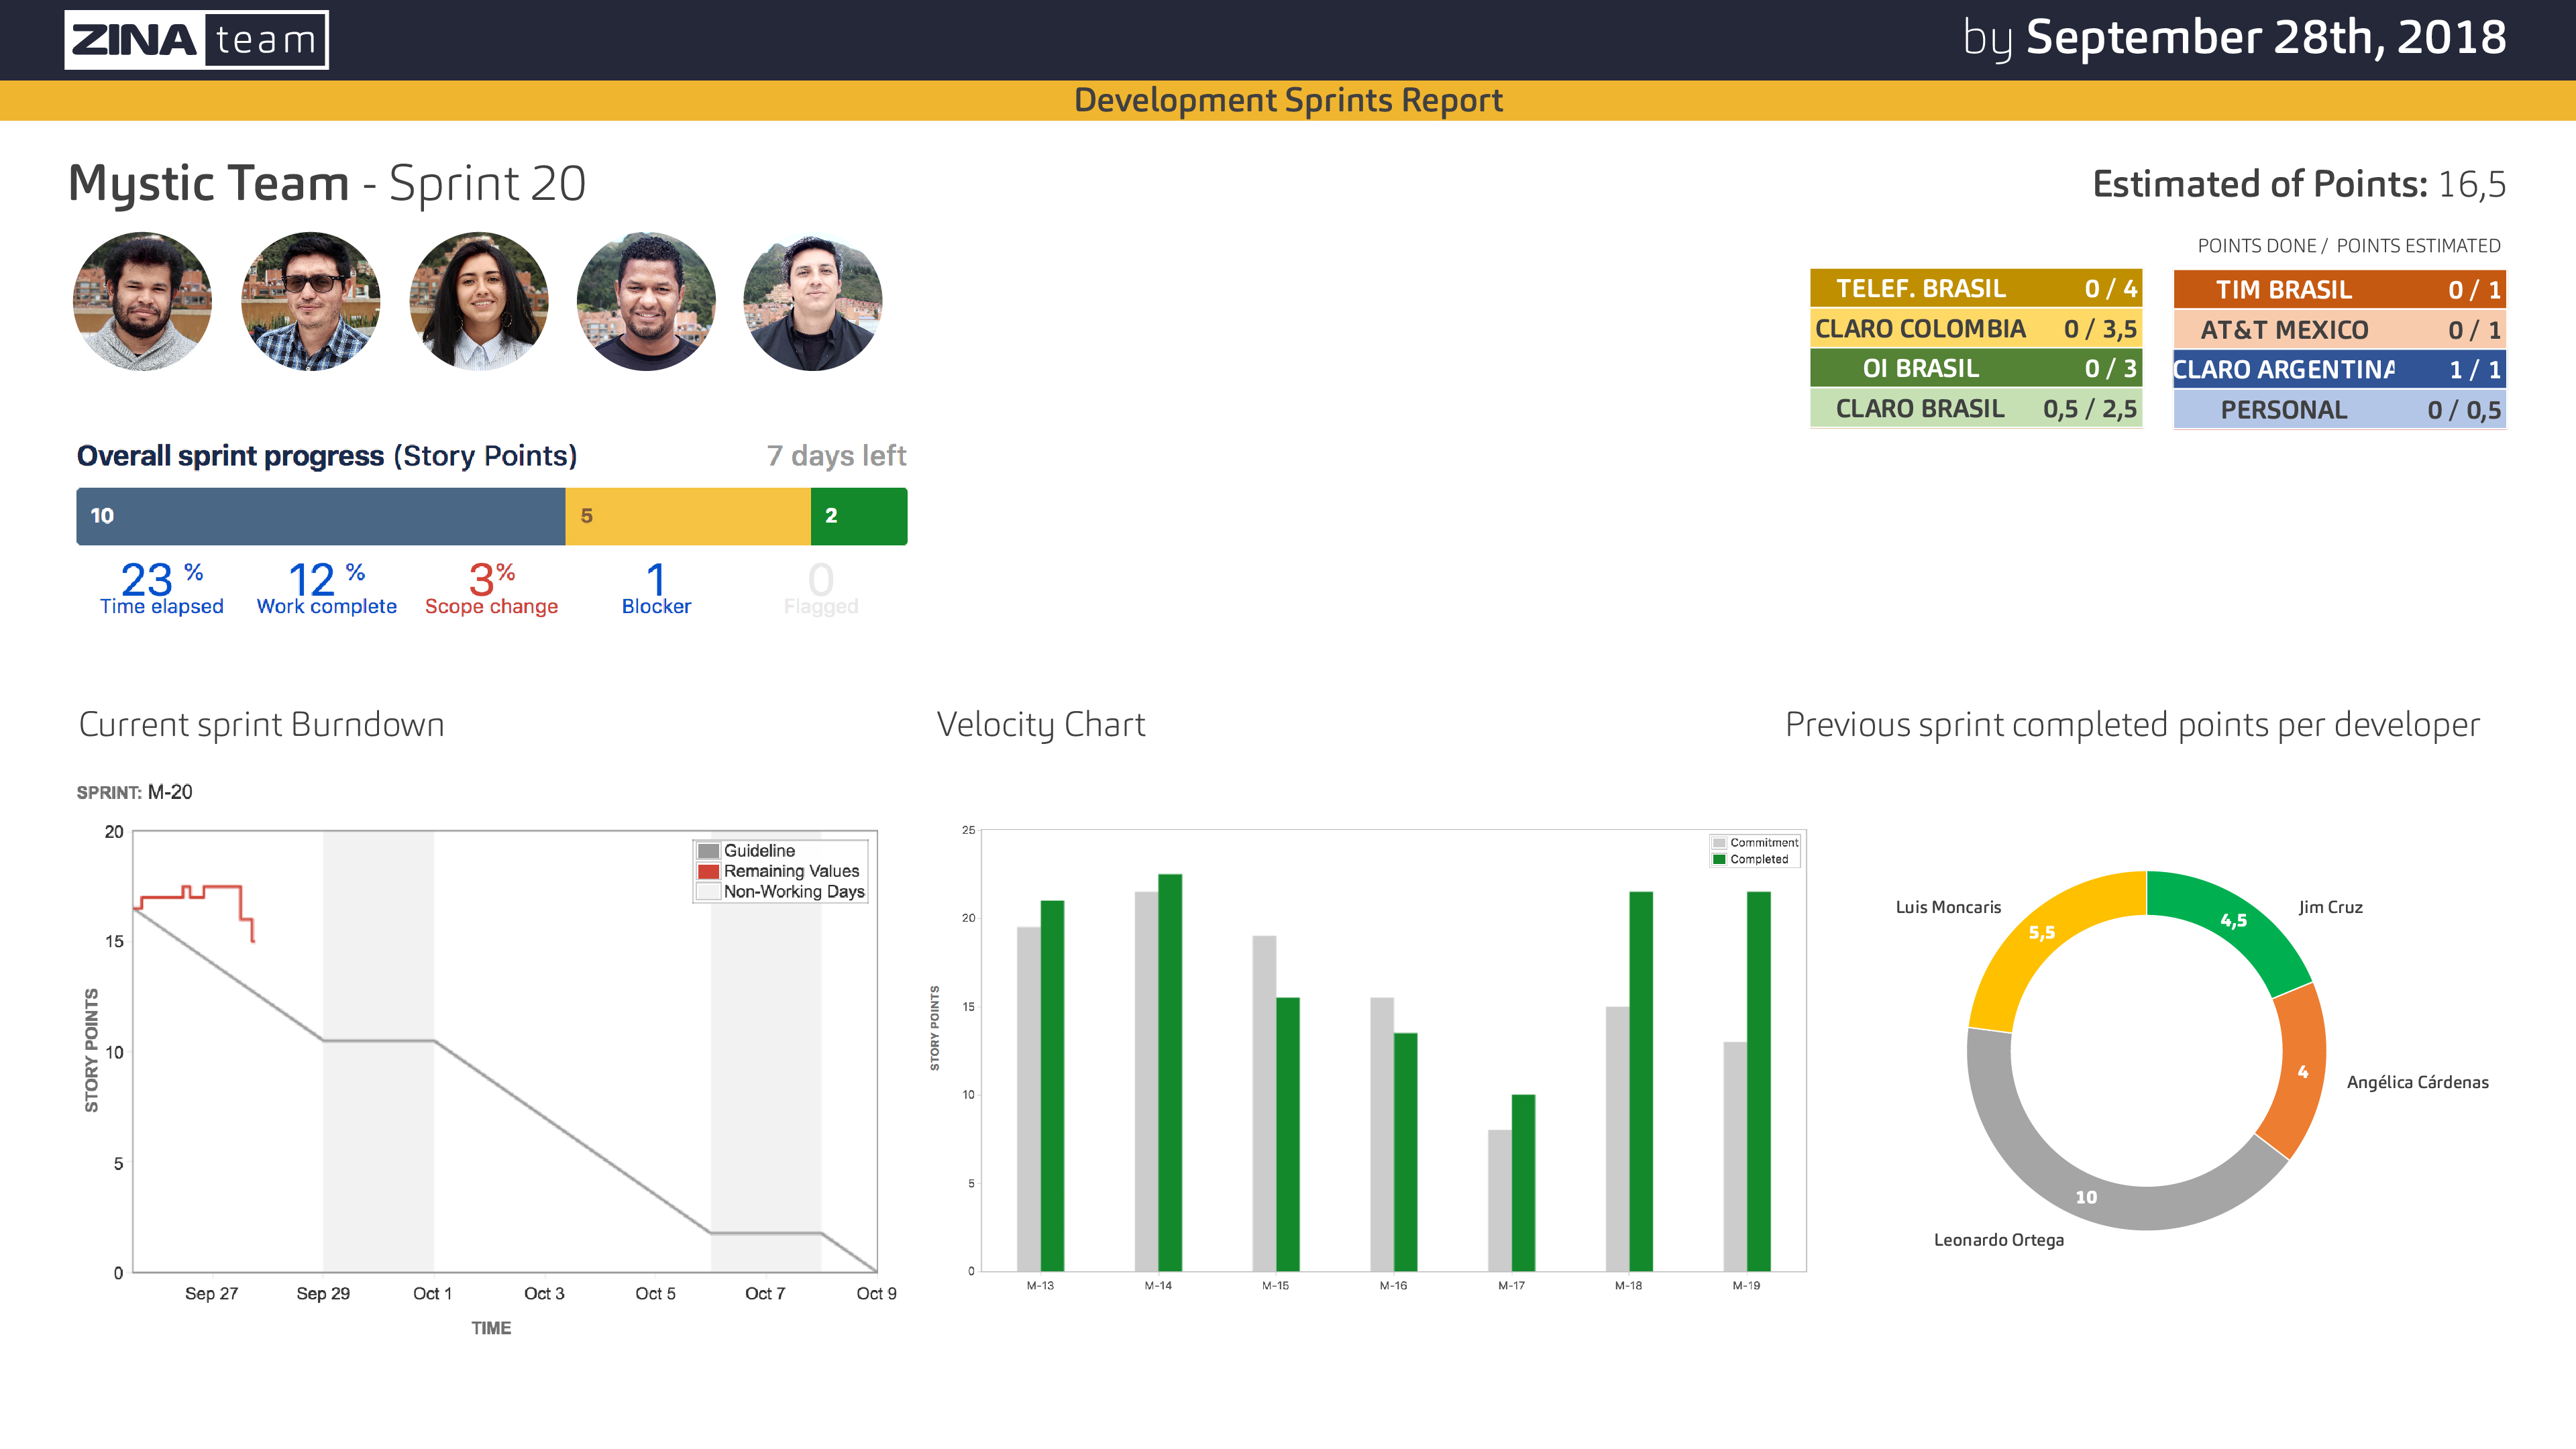 ZINA team
by September 28th, 2018
Development Sprints Report
Mystic Team - Sprint 20
Estimated of Points: 16,5
POINTS DONE / POINTS ESTIMATED
TELEF. BRASIL 0 / 4
CLARO COLOMBIA 0 / 3,5
OI BRASIL 0 / 3
CLARO BRASIL 0,5 / 2,5
TIM BRASIL 0 / 1
AT&T MEXICO 0 / 1
CLARO ARGENTINA 1 / 1
PERSONAL 0 / 0,5
Overall sprint progress (Story Points) 7 days left
10 5 2
23 % 12 % 3% 1 0
Time elapsed Work complete Scope change Blocker Flagged
Current sprint Burndown
SPRINT: M-20
20
15
10
5
0
STORY POINTS
Guideline
Remaining Values
Non-Working Days
Sep 27 Sep 29 Oct 1 Oct 3 Oct 5 Oct 7 Oct 9
TIME
Velocity Chart
25
20
15
10
5
0
STORY POINTS
Commitment
Completed
M-13 M-14 M-15 M-16 M-17 M-18 M-19
Previous sprint completed points per developer
Luis Moncaris
5,5
4,5
Jim Cruz
4
Angélica Cárdenas
10
Leonardo Ortega